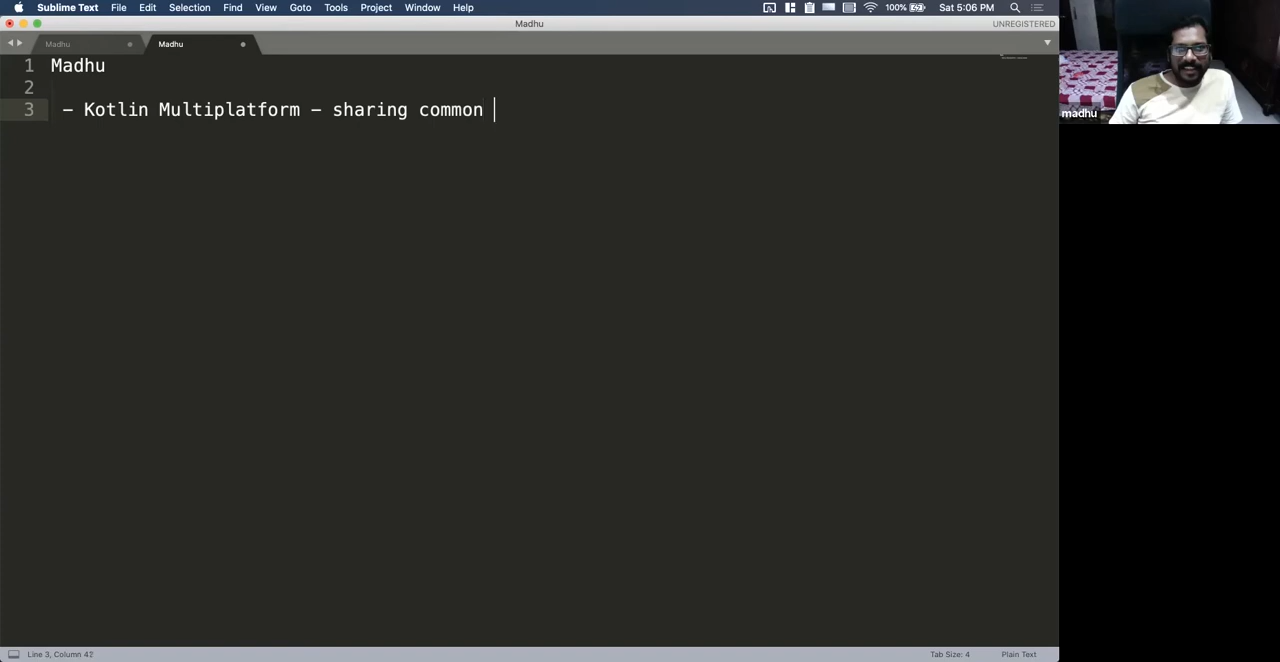 Sublime Text File Edit Selection Find View Goto Tools Project Window Help 100% Sat 5:06 PM
Madhu UNREGISTERED
Madhu Madhu
1 Madhu
2
3 - Kotlin Multiplatform - sharing common
madhu
Line 3, Column 42 Tab Size: 4 Plain Text